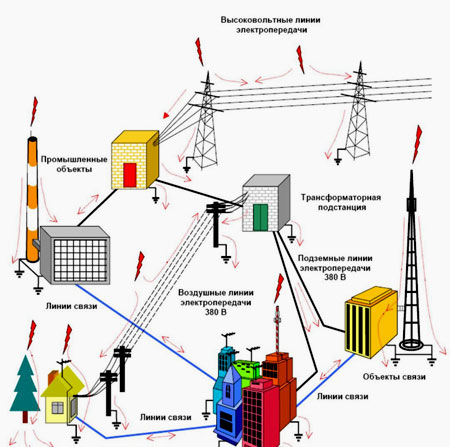 Высоковольтные линии
электропередачи
Промышленные
объекты
Трансформаторная
подстанция
Подземные линии
электропередачи
380 В
Воздушные линии
электропередачи
380 В
Линии связи
Объекты связи
Линии связи
Линии связи